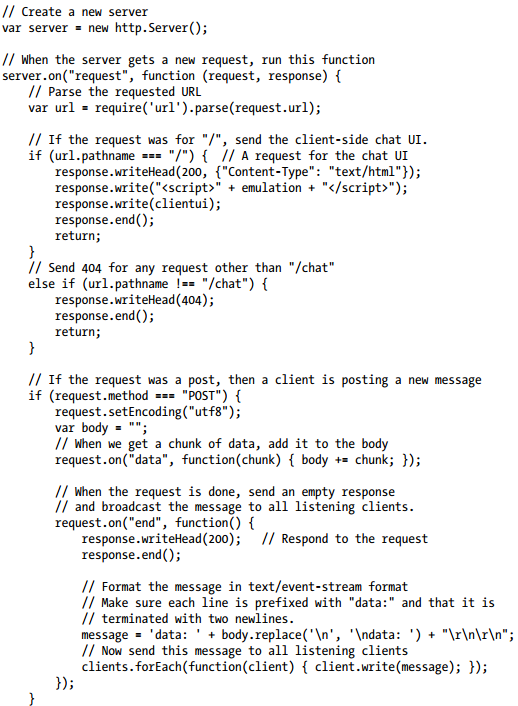 // Create a new server
var server = new http.Server();

// When the server gets a new request, run this function
server.on("request", function (request, response) {
    // Parse the requested URL
    var url = require('url').parse(request.url);

    // If the request was for "/", send the client-side chat UI.
    if (url.pathname === "/") {  // A request for the chat UI
        response.writeHead(200, {"Content-Type": "text/html"});
        response.write("<script>" + emulation + "</script>");
        response.write(clientui);
        response.end();
        return;
    }
    // Send 404 for any request other than "/chat"
    else if (url.pathname !== "/chat") {
        response.writeHead(404);
        response.end();
        return;
    }

    // If the request was a post, then a client is posting a new message
    if (request.method === "POST") {
        request.setEncoding("utf8");
        var body = "";
        // When we get a chunk of data, add it to the body
        request.on("data", function(chunk) { body += chunk; });

        // When the request is done, send an empty response
        // and broadcast the message to all listening clients.
        request.on("end", function() {
            response.writeHead(200);   // Respond to the request
            response.end();

            // Format the message in text/event-stream format
            // Make sure each line is prefixed with "data:" and that it is
            // terminated with two newlines.
            message = 'data: ' + body.replace('\n', '\ndata: ') + "\r\n\r\n";
            // Now send this message to all listening clients
            clients.forEach(function(client) { client.write(message); });
        });
    }